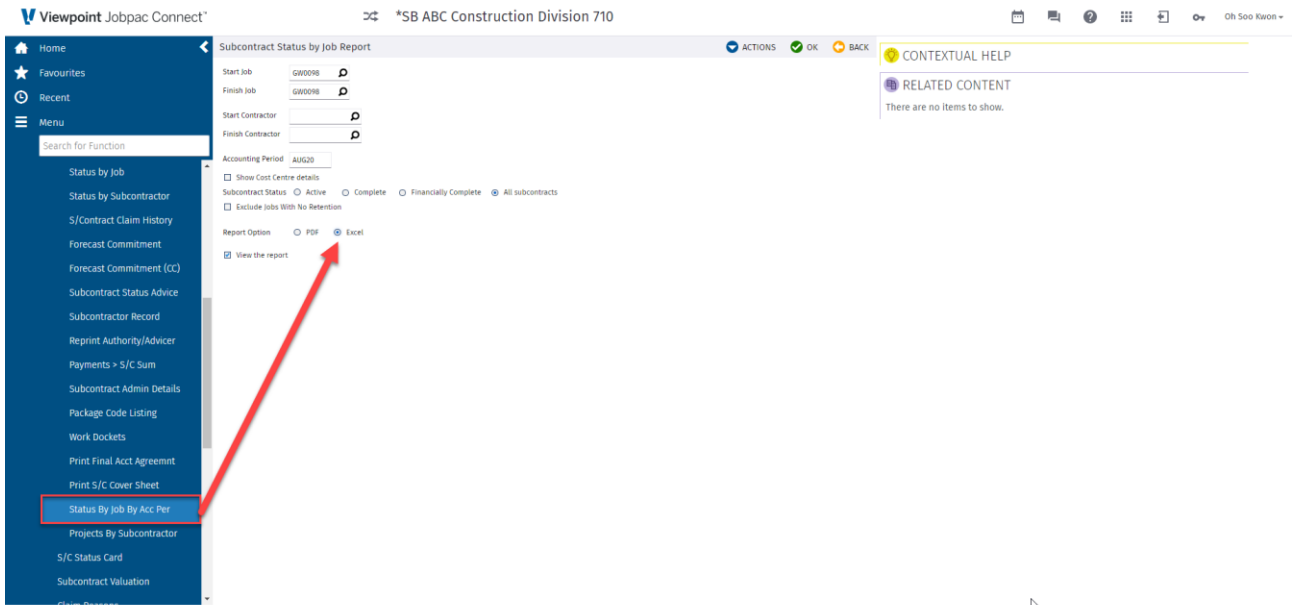 Viewpoint Jobpac Connect™
*SB ABC Construction Division 710
Oh Soo Kwon
Home
Favourites
Recent
Menu
Search for Function
Status by Job
Status by Subcontractor
S/Contract Claim History
Forecast Commitment
Forecast Commitment (CC)
Subcontract Status Advice
Subcontractor Record
Reprint Authority/Advicer
Payments > S/C Sum
Subcontract Admin Details
Package Code Listing
Work Dockets
Print Final Acct Agreemnt
Print S/C Cover Sheet
Status By Job By Acc Per
Projects By Subcontractor
S/C Status Card
Subcontract Valuation
Subcontract Status by Job Report
ACTIONS OK BACK
Start Job GW0098
Finish Job GW0098
Start Contractor
Finish Contractor
Accounting Period AUG20
Show Cost Centre details
Subcontract Status Active Complete Financially Complete All subcontracts
Exclude Jobs With No Retention
Report Option PDF Excel
View the report
CONTEXTUAL HELP
RELATED CONTENT
There are no items to show.